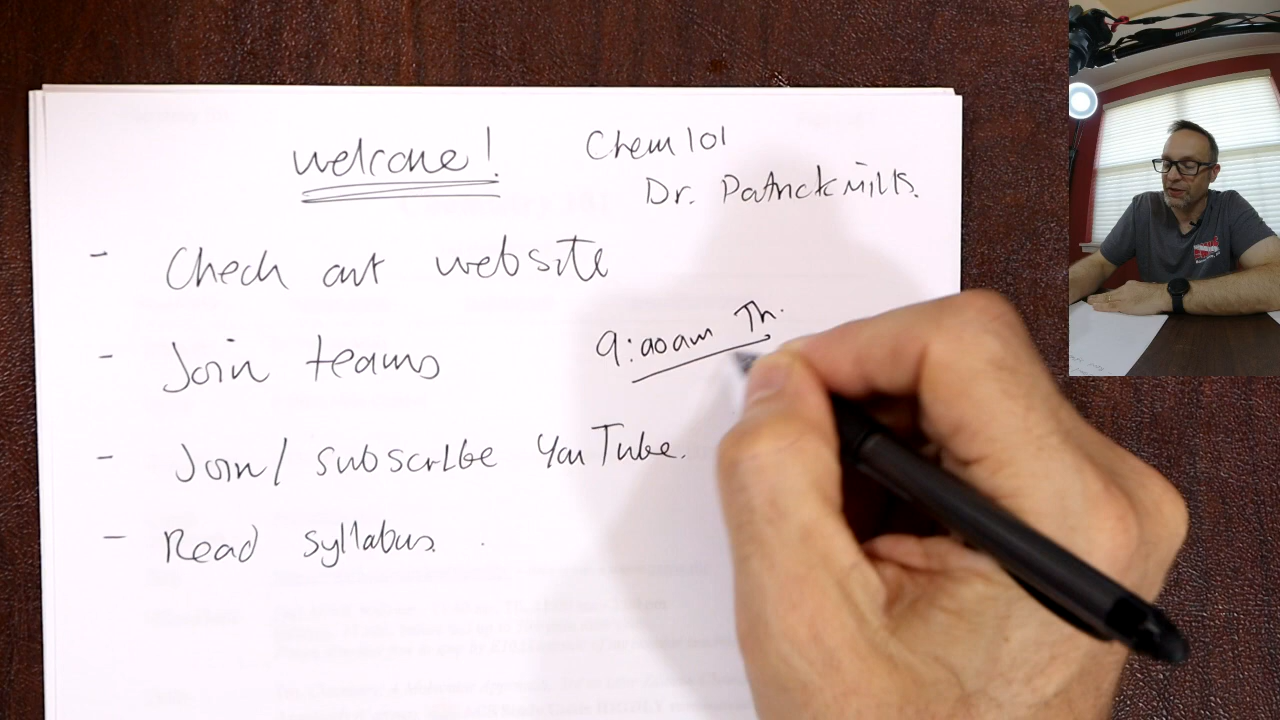 welcome!
Chem 101
Dr. Patrick Mills.
- Check out website
- Join teams
9:00am Th.
- Join/ subscribe YouTube.
- Read syllabus.